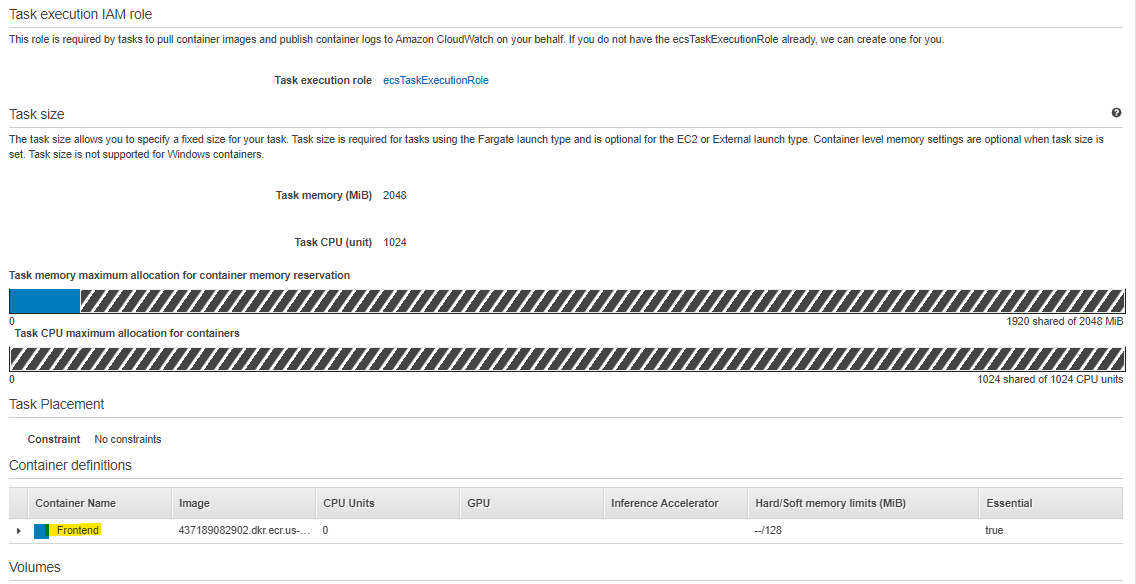 Task execution IAM role
This role is required by tasks to pull container images and publish container logs to Amazon CloudWatch on your behalf. If you do not have the ecsTaskExecutionRole already, we can create one for you.
Task execution role ecsTaskExecutionRole
Task size
The task size allows you to specify a fixed size for your task. Task size is required for tasks using the Fargate launch type and is optional for the EC2 or External launch type. Container level memory settings are optional when task size is
set. Task size is not supported for Windows containers.
Task memory (MiB) 2048
Task CPU (unit) 1024
Task memory maximum allocation for container memory reservation
0 1920 shared of 2048 MiB
Task CPU maximum allocation for containers
0 1024 shared of 1024 CPU units
Task Placement
Constraint No constraints
Container definitions
Container Name Image CPU Units GPU Inference Accelerator Hard/Soft memory limits (MiB) Essential
Frontend 437189082902.dkr.ecr.us-... 0 --/128 true
Volumes